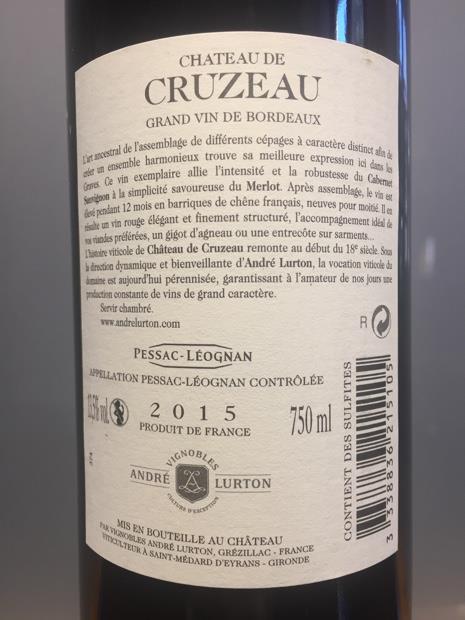 CHATEAU DE
CRUZEAU
GRAND VIN DE BORDEAUX
L'art ancestral de l'assemblage de différents cépages à caractère distinct afin de
créer un ensemble harmonieux trouve sa meilleure expression ici dans les
Graves. Ce vin exemplaire allie l'intensité et la robustesse du Cabernet
Sauvignon à la simplicité savoureuse du Merlot. Après assemblage, le vin est
élevé pendant 12 mois en barriques de chêne français, neuves pour moitié. Il en
résulte un vin rouge élégant et finement structuré, l'accompagnement idéal de
vos viandes préférées, un gigot d'agneau ou une entrecôte sur sarments...
L'histoire viticole de Château de Cruzeau remonte au début du 18e siècle. Sous
la direction dynamique et bienveillante d'André Lurton, la vocation viticole du
domaine est aujourd'hui pérennisée, garantissant à l'amateur de nos jours une
production constante de vins de grand caractère.
Servir chambré.
www.andrelurton.com
R
PESSAC-LÉOGNAN
APPELLATION PESSAC-LÉOGNAN CONTRÔLÉE
13,5% vol.
2015
750 ml
PRODUIT DE FRANCE
CONTIENT DES SULFITES
3 338836 215105
3/4
VIGNOBLES
ANDRÉ LURTON
CULTURE D'EXCEPTION
MIS EN BOUTEILLE AU CHÂTEAU
PAR VIGNOBLES ANDRÉ LURTON, GRÉZILLAC - FRANCE
VITICULTEUR À SAINT-MÉDARD D'EYRANS - GIRONDE